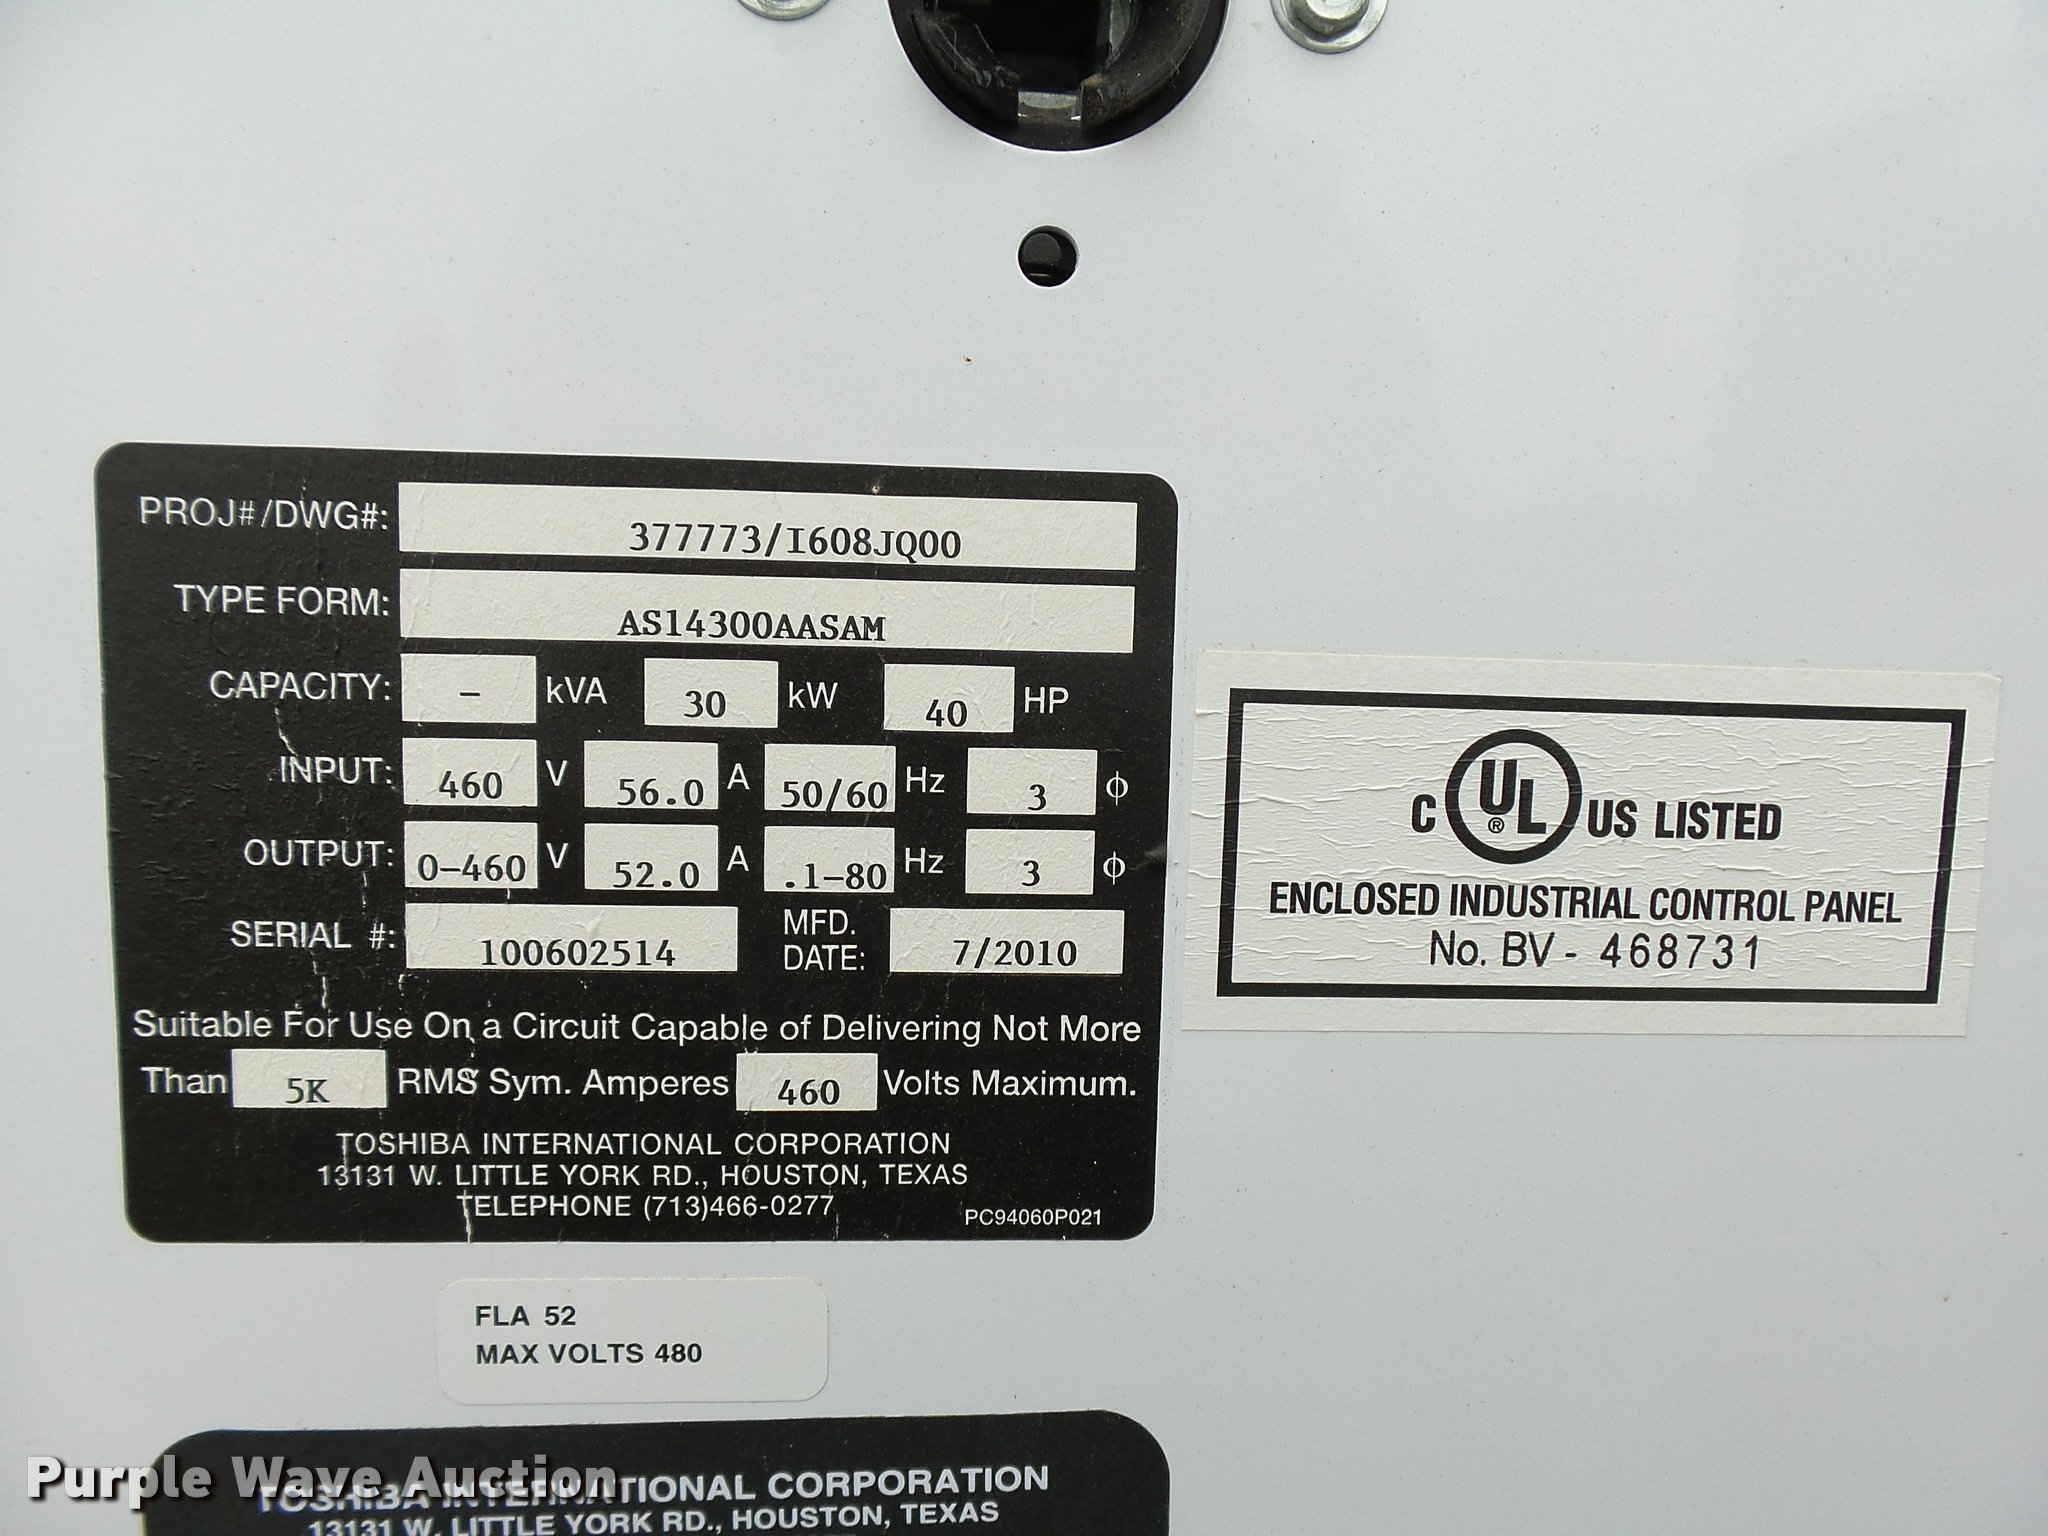 PROJ#/DWG#: 377773/I608JQ00
TYPE FORM: AS14300AASAM
CAPACITY: - kVA 30 kW 40 HP
INPUT: 460 V 56.0 A 50/60 Hz 3 ϕ
OUTPUT: 0-460 V 52.0 A .1-80 Hz 3 ϕ
SERIAL #: 100602514 MFD. DATE: 7/2010
Suitable For Use On a Circuit Capable of Delivering Not More
Than 5K RMS Sym. Amperes 460 Volts Maximum.
TOSHIBA INTERNATIONAL CORPORATION
13131 W. LITTLE YORK RD., HOUSTON, TEXAS
TELEPHONE (713)466-0277
PC94060P021
C UL ® US LISTED
ENCLOSED INDUSTRIAL CONTROL PANEL
No. BV - 468731
FLA 52
MAX VOLTS 480
TOSHIBA INTERNATIONAL CORPORATION
13131 W. LITTLE YORK RD., HOUSTON, TEXAS
Purple Wave Auction